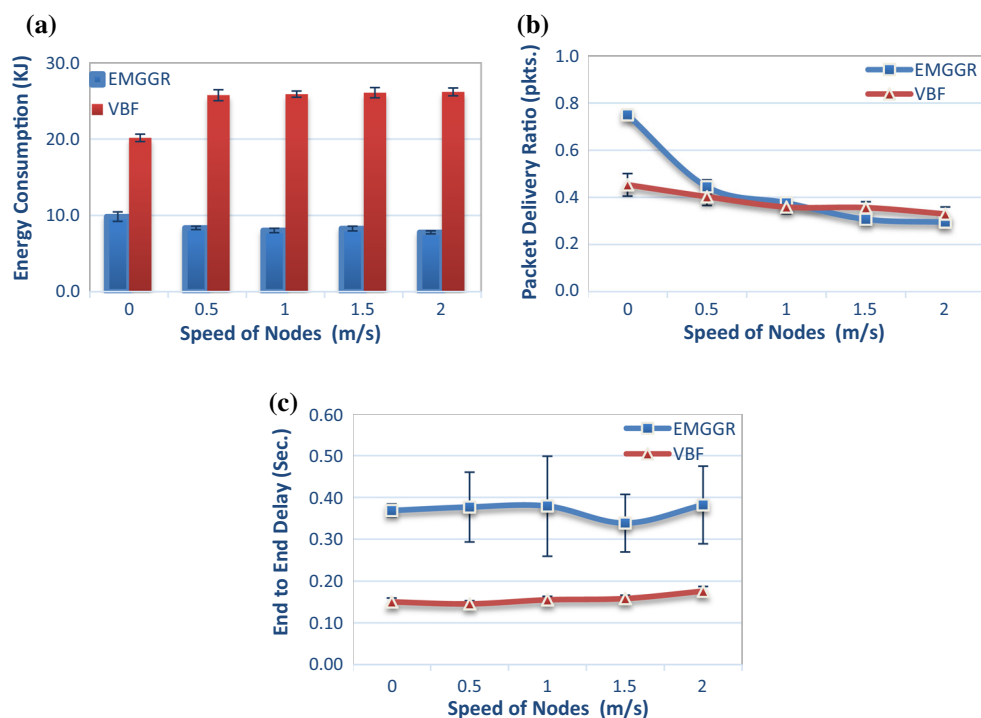 (a)
Energy Consumption (KJ)
30.0
20.0
10.0
0.0
EMGGR
VBF
0 0.5 1 1.5 2
Speed of Nodes (m/s)
(b)
Packet Delivery Ratio (pkts.)
1.0
0.8
0.6
0.4
0.2
0.0
EMGGR
VBF
0 0.5 1 1.5 2
Speed of Nodes (m/s)
(c)
End to End Delay (Sec.)
0.60
0.50
0.40
0.30
0.20
0.10
0.00
EMGGR
VBF
0 0.5 1 1.5 2
Speed of Nodes (m/s)